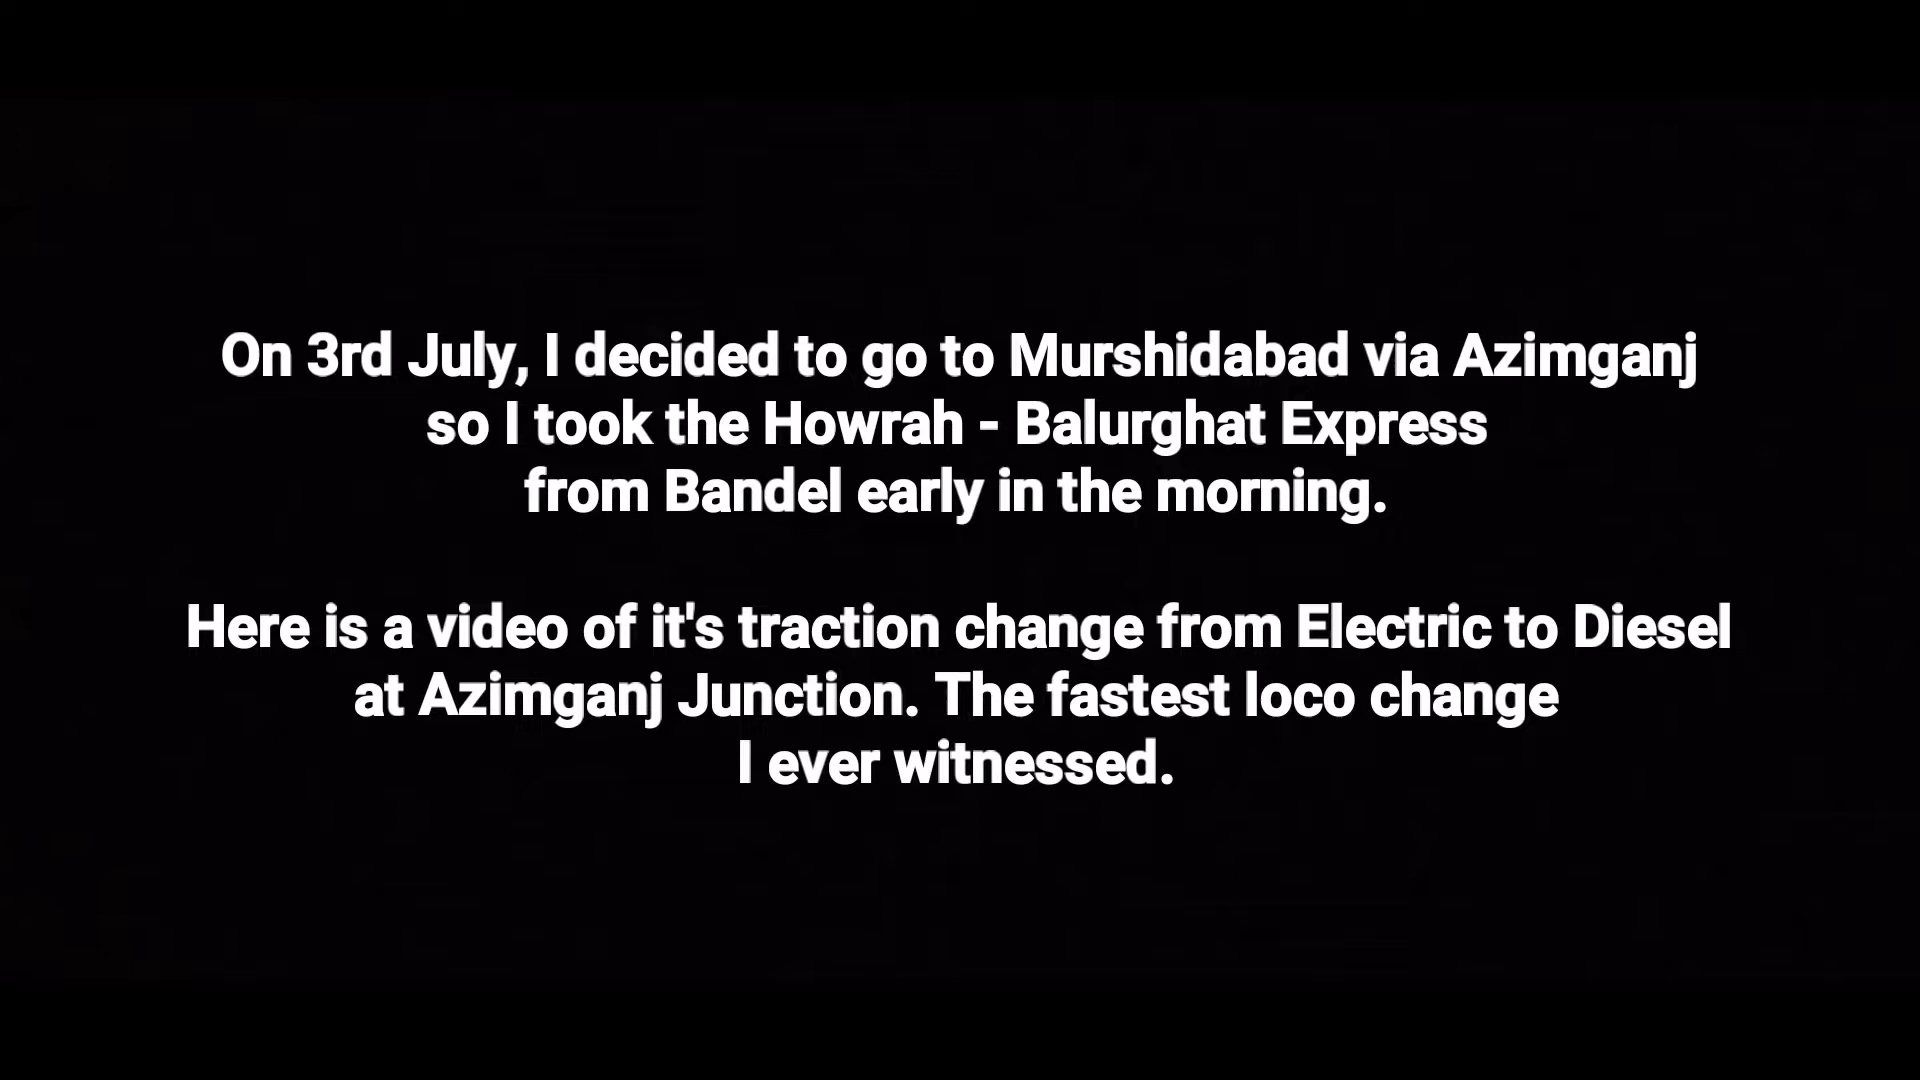 On 3rd July, I decided to go to Murshidabad via Azimganj
so I took the Howrah - Balurghat Express
from Bandel early in the morning.
Here is a video of it's traction change from Electric to Diesel
at Azimganj Junction. The fastest loco change
I ever witnessed.